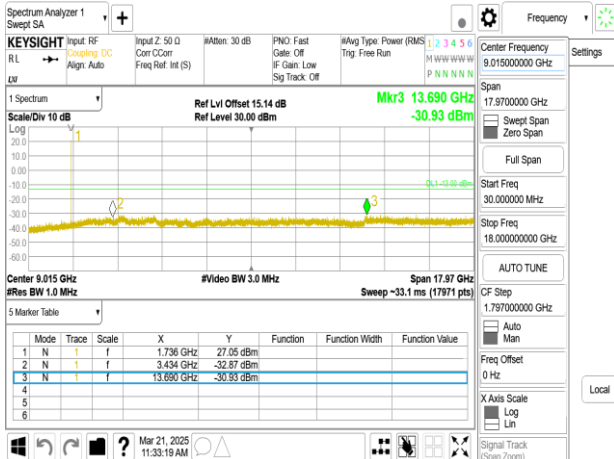 Spectrum Analyzer 1
Swept SA
Frequency
KEYSIGHT
RL
LXI
Input: RF
Coupling: DC
Align: Auto
Input Z: 50 Ω
Corr CCorr
Freq Ref: Int (S)
#Atten: 30 dB
PNO: Fast
Gate: Off
IF Gain: Low
Sig Track: Off
#Avg Type: Power (RMS
Trig: Free Run
1 2 3 4 5 6
M W W W W W
P N N N N N
1 Spectrum
Scale/Div 10 dB
Ref Lvl Offset 15.14 dB
Ref Level 30.00 dBm
Mkr3 13.690 GHz
-30.93 dBm
Log
20.0
10.0
0.00
-10.0
-20.0
-30.0
-40.0
-50.0
-60.0
1
2
3
DL1 -13.00 dBm
Center 9.015 GHz
#Res BW 1.0 MHz
#Video BW 3.0 MHz
Span 17.97 GHz
Sweep ~33.1 ms (17971 pts)
5 Marker Table
Mode Trace Scale X Y Function Function Width Function Value
1 N 1 f 1.736 GHz 27.05 dBm
2 N 1 f 3.434 GHz -32.87 dBm
3 N 1 f 13.690 GHz -30.93 dBm
4
5
6
Mar 21, 2025
11:33:19 AM
Center Frequency
9.015000000 GHz
Span
17.9700000 GHz
Swept Span
Zero Span
Full Span
Start Freq
30.000000 MHz
Stop Freq
18.000000000 GHz
AUTO TUNE
CF Step
1.797000000 GHz
Auto
Man
Freq Offset
0 Hz
X Axis Scale
Log
Lin
Signal Track
(Span Zoom)
Settings
Local